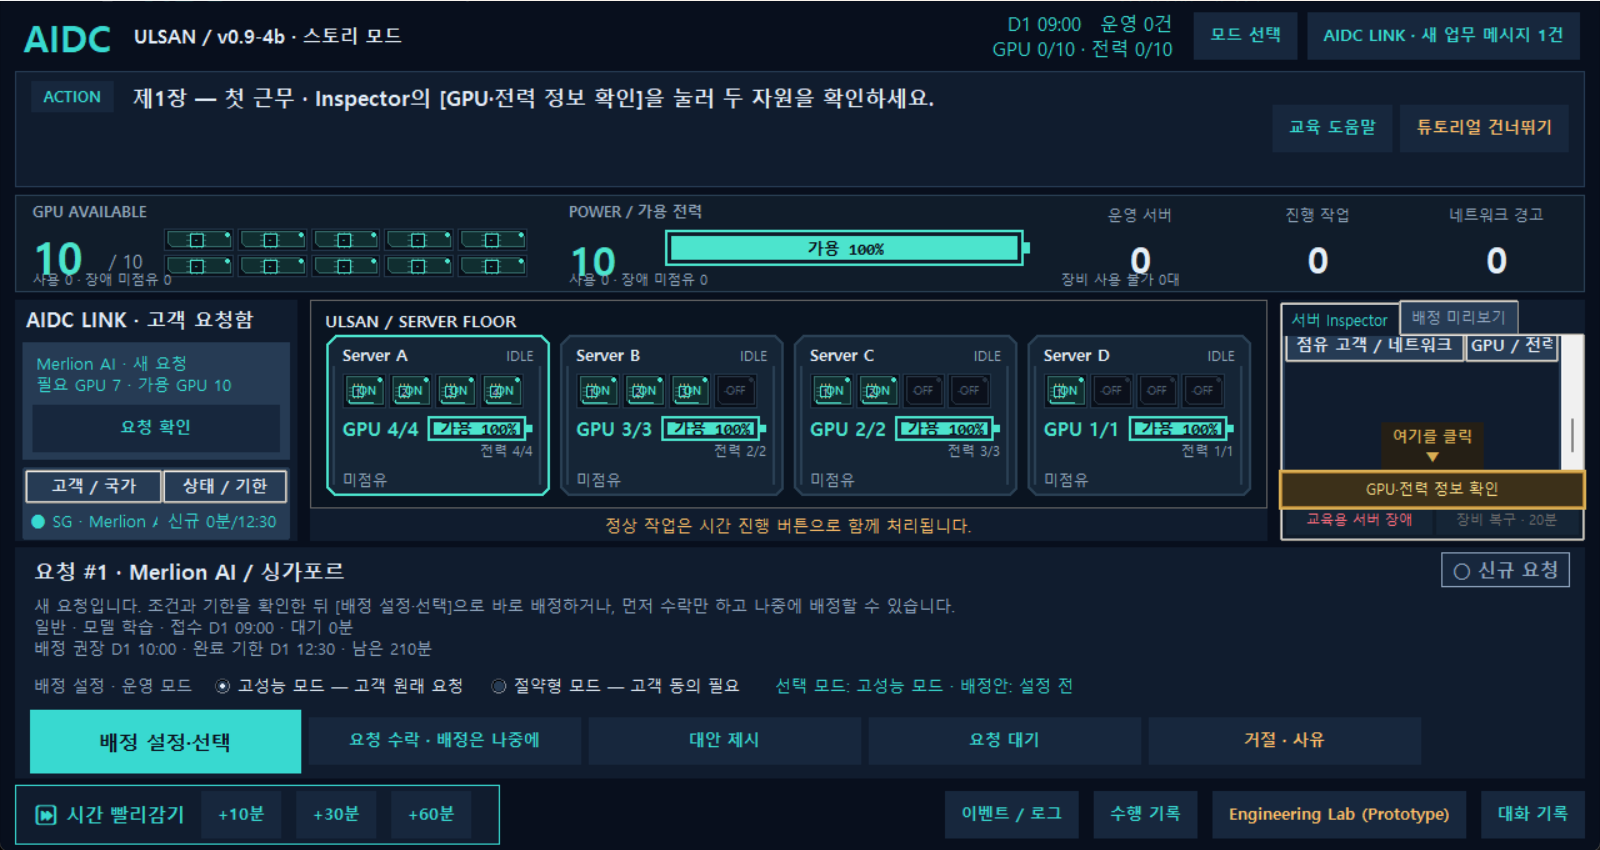 AIDC ULSAN / v0.9-4b · 스토리 모드
D1 09:00 운영 0건
GPU 0/10 · 전력 0/10
모드 선택
AIDC LINK · 새 업무 메시지 1건
ACTION 제1장 — 첫 근무 · Inspector의 [GPU·전력 정보 확인]을 눌러 두 자원을 확인하세요.
교육 도움말
튜토리얼 건너뛰기
GPU AVAILABLE
10 / 10
사용 0 · 장애 미점유 0
POWER / 가용 전력
10
가용 100%
사용 0 · 장애 미점유 0
운영 서버
0
장비 사용 불가 0대
진행 작업
0
네트워크 경고
0
AIDC LINK · 고객 요청함
Merlion AI · 새 요청
필요 GPU 7 · 가용 GPU 10
요청 확인
고객 / 국가 상태 / 기한
SG · Merlion 신규 0분/12:30
ULSAN / SERVER FLOOR
Server A IDLE
ON ON ON ON
GPU 4/4 가용 100%
전력 4/4
미점유
Server B IDLE
ON ON ON OFF
GPU 3/3 가용 100%
전력 2/2
미점유
Server C IDLE
ON ON OFF OFF
GPU 2/2 가용 100%
전력 3/3
미점유
Server D IDLE
ON OFF OFF OFF
GPU 1/1 가용 100%
전력 1/1
미점유
정상 작업은 시간 진행 버튼으로 함께 처리됩니다.
서버 Inspector 배정 미리보기
점유 고객 / 네트워크 GPU / 전력
여기를 클릭
▼
GPU·전력 정보 확인
교육용 서버 장애 장비 복구 · 20분
요청 #1 · Merlion AI / 싱가포르
○ 신규 요청
새 요청입니다. 조건과 기한을 확인한 뒤 [배정 설정·선택]으로 바로 배정하거나, 먼저 수락만 하고 나중에 배정할 수 있습니다.
일반 · 모델 학습 · 접수 D1 09:00 · 대기 0분
배정 권장 D1 10:00 · 완료 기한 D1 12:30 · 남은 210분
배정 설정 · 운영 모드 고성능 모드 — 고객 원래 요청 절약형 모드 — 고객 동의 필요 선택 모드: 고성능 모드 · 배정안: 설정 전
배정 설정·선택
요청 수락 · 배정은 나중에
대안 제시
요청 대기
거절 · 사유
시간 빨리감기 +10분 +30분 +60분
이벤트 / 로그
수행 기록
Engineering Lab (Prototype)
대화 기록